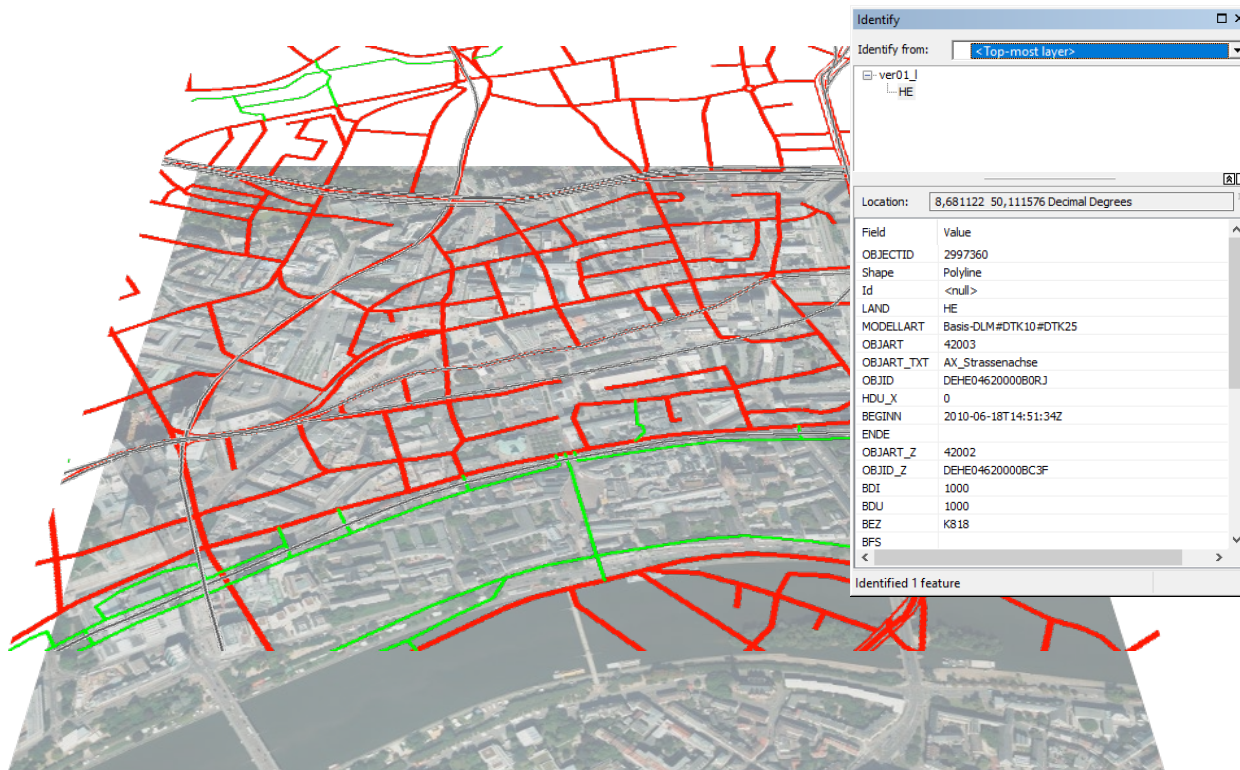 Identify
Identify from: <Top-most layer>
ver01_l
HE
Location: 8,681122 50,111576 Decimal Degrees
Field Value
OBJECTID 2997360
Shape Polyline
Id <null>
LAND HE
MODELLART Basis-DLM#DTK10#DTK25
OBJART 42003
OBJART_TXT AX_Strassenachse
OBJID DEHE04620000B0RJ
HDU_X 0
BEGINN 2010-06-18T14:51:34Z
ENDE
OBJART_Z 42002
OBJID_Z DEHE04620000BC3F
BDI 1000
BDU 1000
BEZ K818
BFS
Identified 1 feature